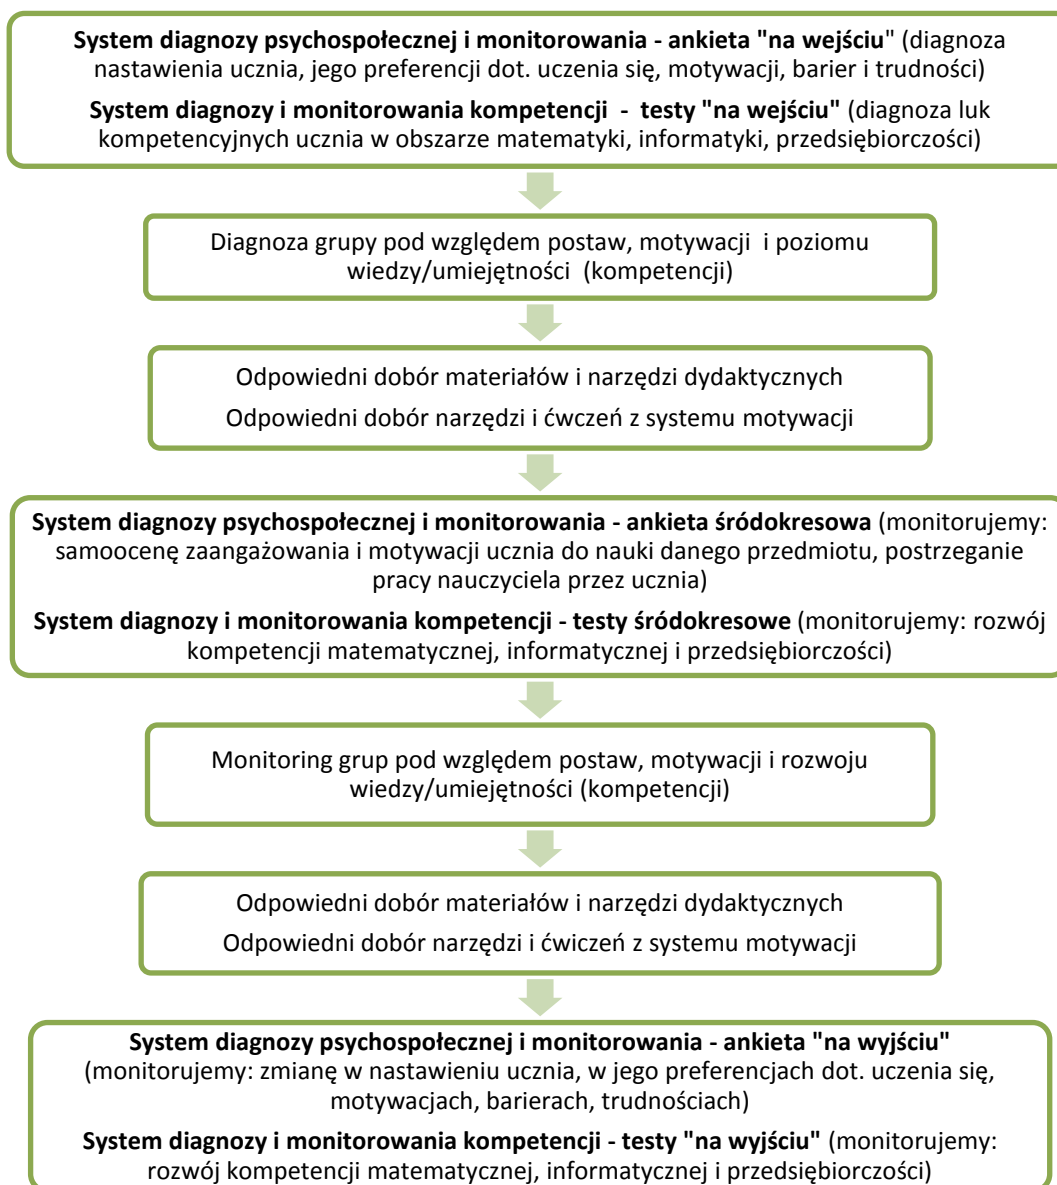 System diagnozy psychospołecznej i monitorowania - ankieta "na wejściu" (diagnoza
nastawienia ucznia, jego preferencji dot. uczenia się, motywacji, barier i trudności)
System diagnozy i monitorowania kompetencji - testy "na wejściu" (diagnoza luk
kompetencyjnych ucznia w obszarze matematyki, informatyki, przedsiębiorczości)
Diagnoza grupy pod względem postaw, motywacji i poziomu
wiedzy/umiejętności (kompetencji)
Odpowiedni dobór materiałów i narzędzi dydaktycznych
Odpowiedni dobór narzędzi i ćwczeń z systemu motywacji
System diagnozy psychospołecznej i monitorowania - ankieta śródokresowa (monitorujemy:
samoocenę zaangażowania i motywacji ucznia do nauki danego przedmiotu, postrzeganie
pracy nauczyciela przez ucznia)
System diagnozy i monitorowania kompetencji - testy śródokresowe (monitorujemy: rozwój
kompetencji matematycznej, informatycznej i przedsiębiorczości)
Monitoring grup pod względem postaw, motywacji i rozwoju
wiedzy/umiejętności (kompetencji)
Odpowiedni dobór materiałów i narzędzi dydaktycznych
Odpowiedni dobór narzędzi i ćwiczeń z systemu motywacji
System diagnozy psychospołecznej i monitorowania - ankieta "na wyjściu"
(monitorujemy: zmianę w nastawieniu ucznia, w jego preferencjach dot. uczenia się,
motywacjach, barierach, trudnościach)
System diagnozy i monitorowania kompetencji - testy "na wyjściu" (monitorujemy:
rozwój kompetencji matematycznej, informatycznej i przedsiębiorczości)